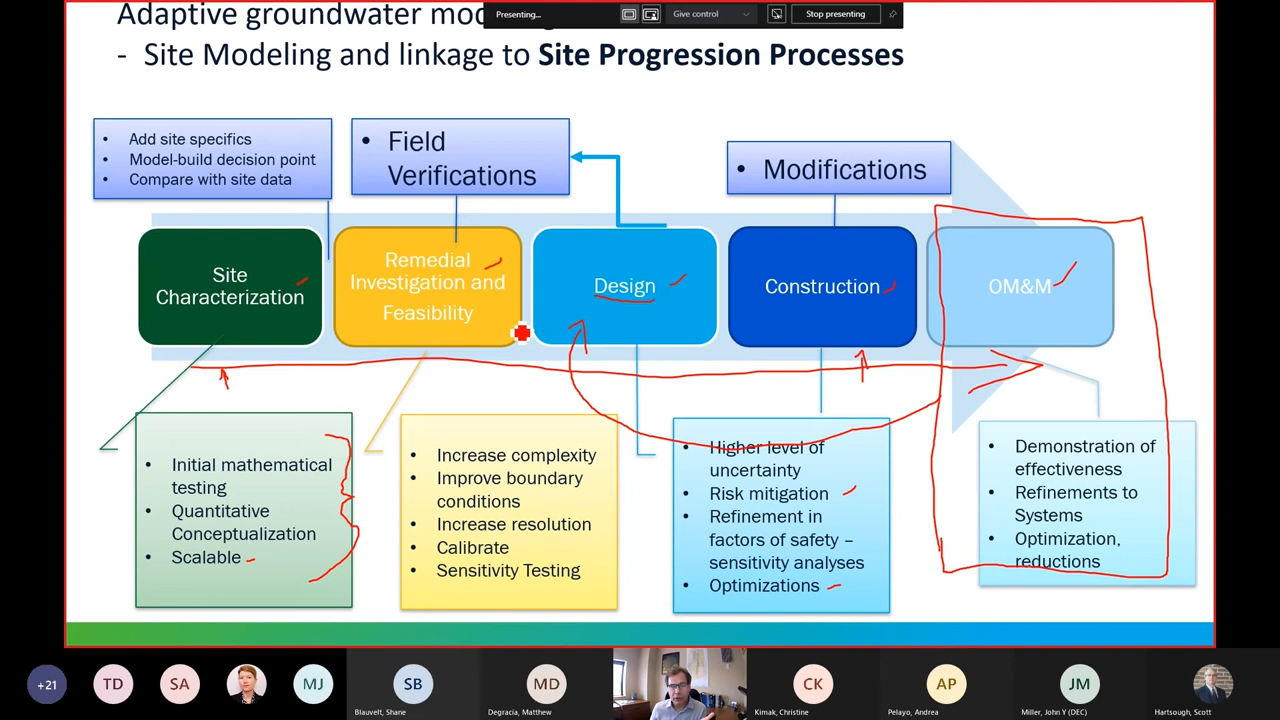 Adaptive groundwater
Presenting...
Give control
Stop presenting
- Site Modeling and linkage to Site Progression Processes
• Add site specifics
• Model-build decision point
• Compare with site data
• Field
Verifications
• Modifications
Site
Characterization
Remedial
Investigation and
Feasibility
Design
Construction
OM&M
• Initial mathematical
testing
• Quantitative
Conceptualization
• Scalable
• Increase complexity
• Improve boundary
conditions
• Increase resolution
• Calibrate
• Sensitivity Testing
• Higher level of
uncertainty
• Risk mitigation
• Refinement in
factors of safety –
sensitivity analyses
• Optimizations
• Demonstration of
effectiveness
• Refinements to
Systems
• Optimization,
reductions
+21
TD
SA
MJ
SB
Blauvelt, Shane
MD
Degracia, Matthew
CK
Kimak, Christine
AP
Pelayo, Andrea
JM
Miller, John Y (DEC)
Hartsough, Scott